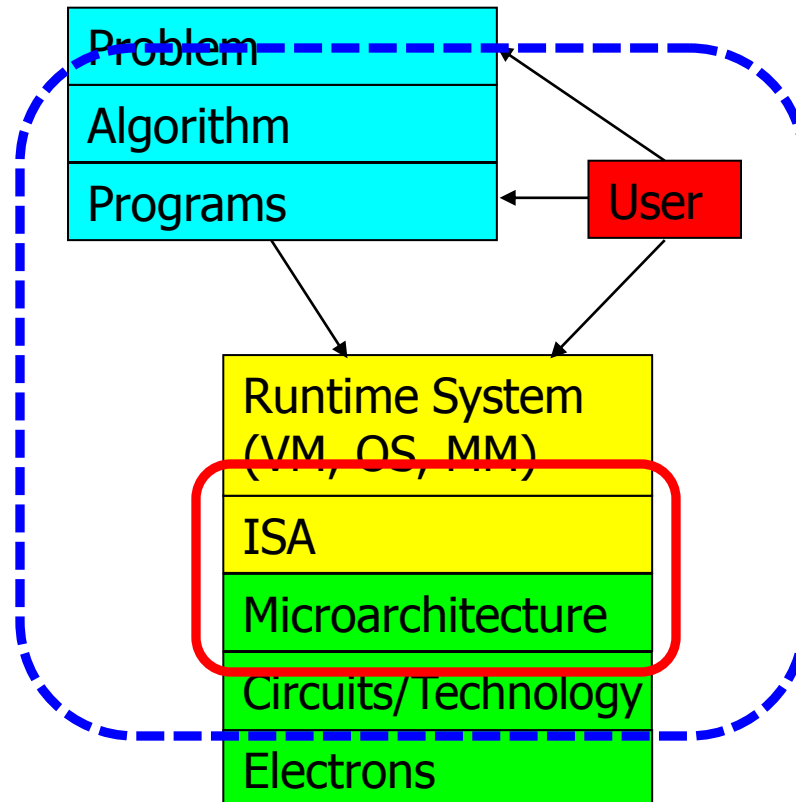 Problem
Algorithm
Programs
User
Runtime System
(VM, OS, MM)
ISA
Microarchitecture
Circuits/Technology
Electrons